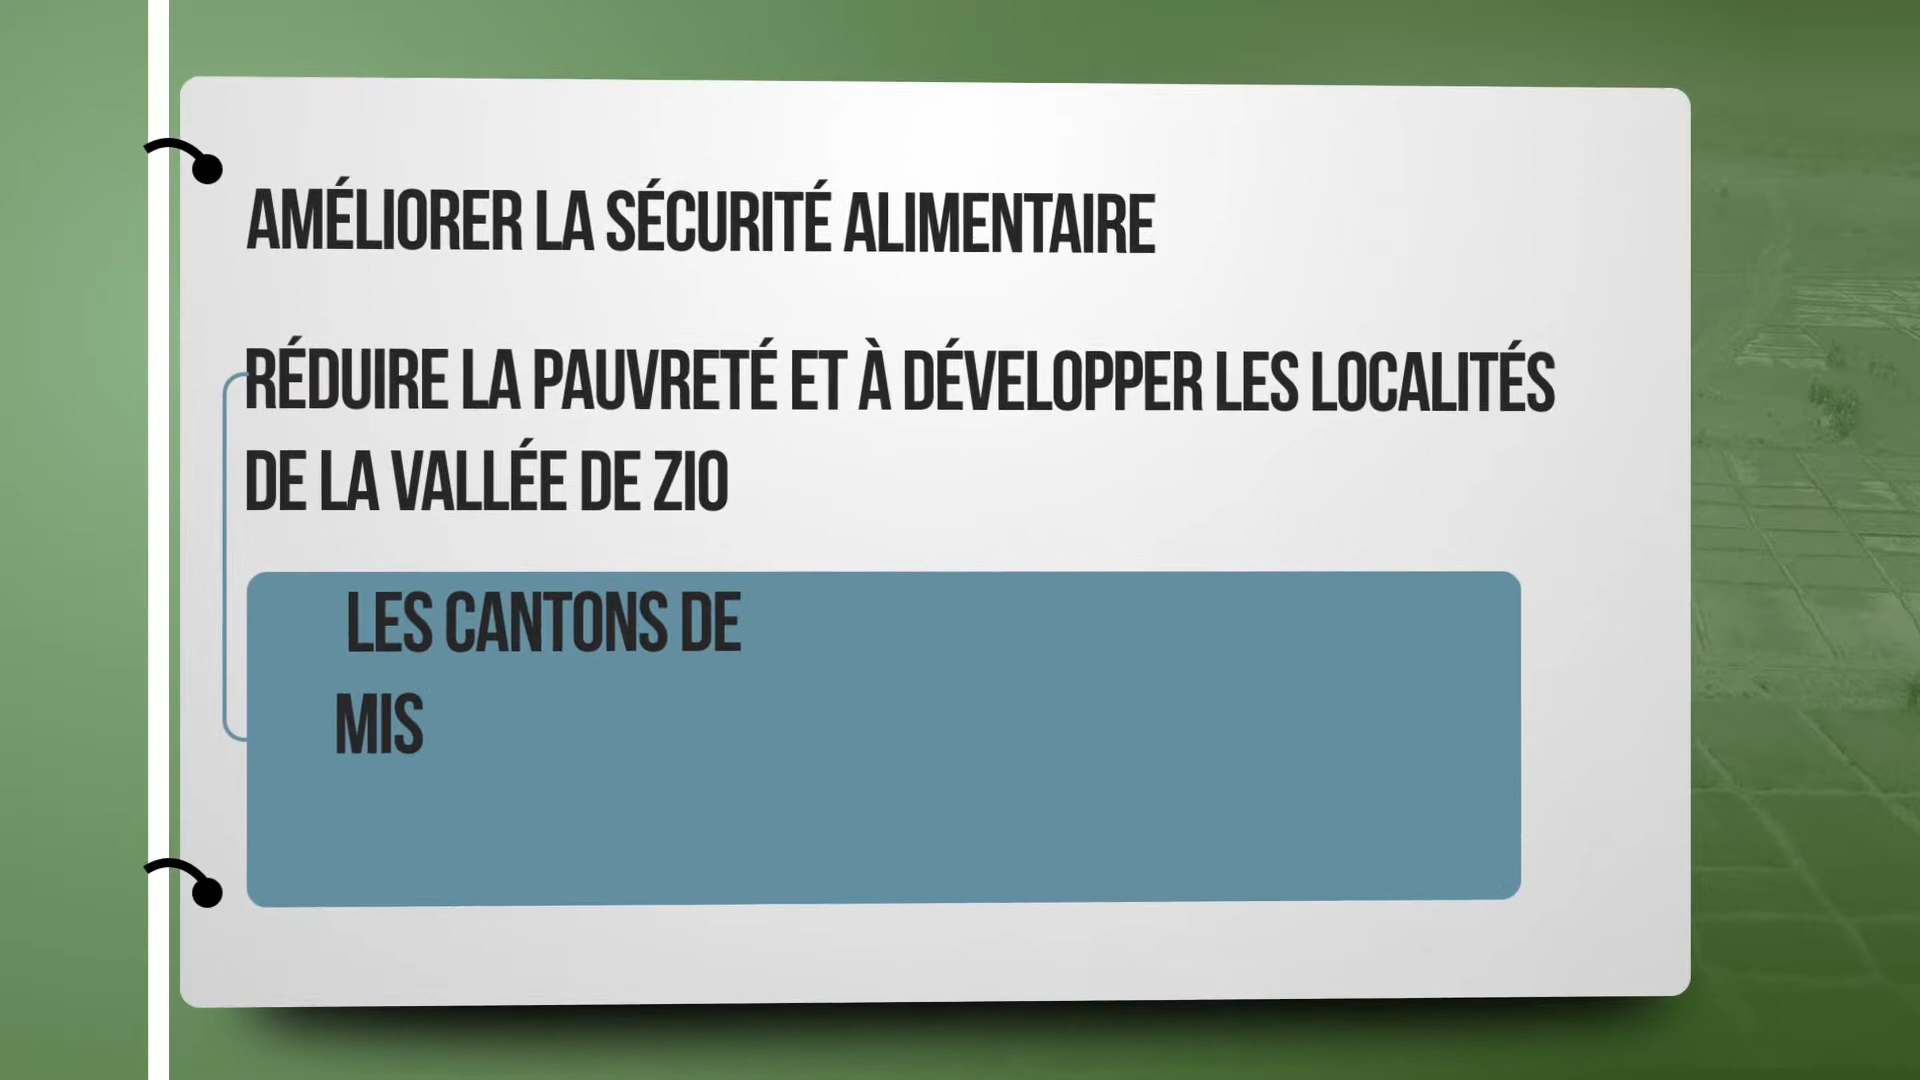 AMÉLIORER LA SÉCURITÉ ALIMENTAIRE
RÉDUIRE LA PAUVRETÉ ET À DÉVELOPPER LES LOCALITÉS
DE LA VALLÉE DE ZIO
LES CANTONS DE
MIS